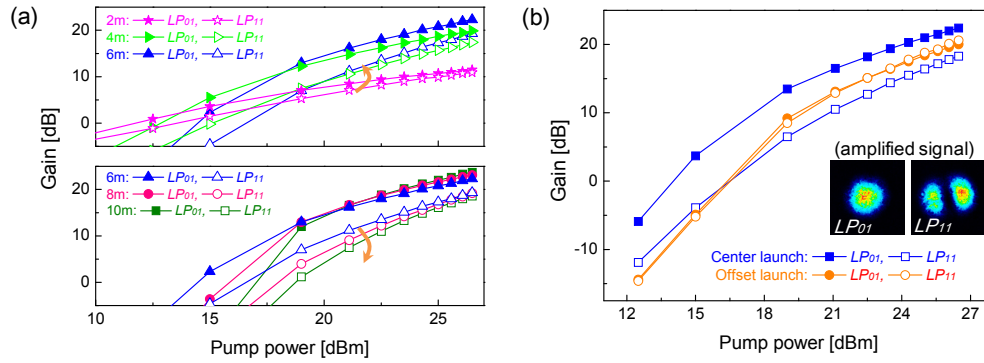 (a)
2m: LP01, LP11
4m: LP01, LP11
6m: LP01, LP11
20
10
0
6m: LP01, LP11
8m: LP01, LP11
10m: LP01, LP11
20
10
0
Gain [dB]
10 15 20 25
Pump power [dBm]
(b)
20
10
0
-10
Gain [dB]
(amplified signal)
LP01 LP11
Center launch: LP01, LP11
Offset launch: LP01, LP11
12 15 18 21 24 27
Pump power [dBm]